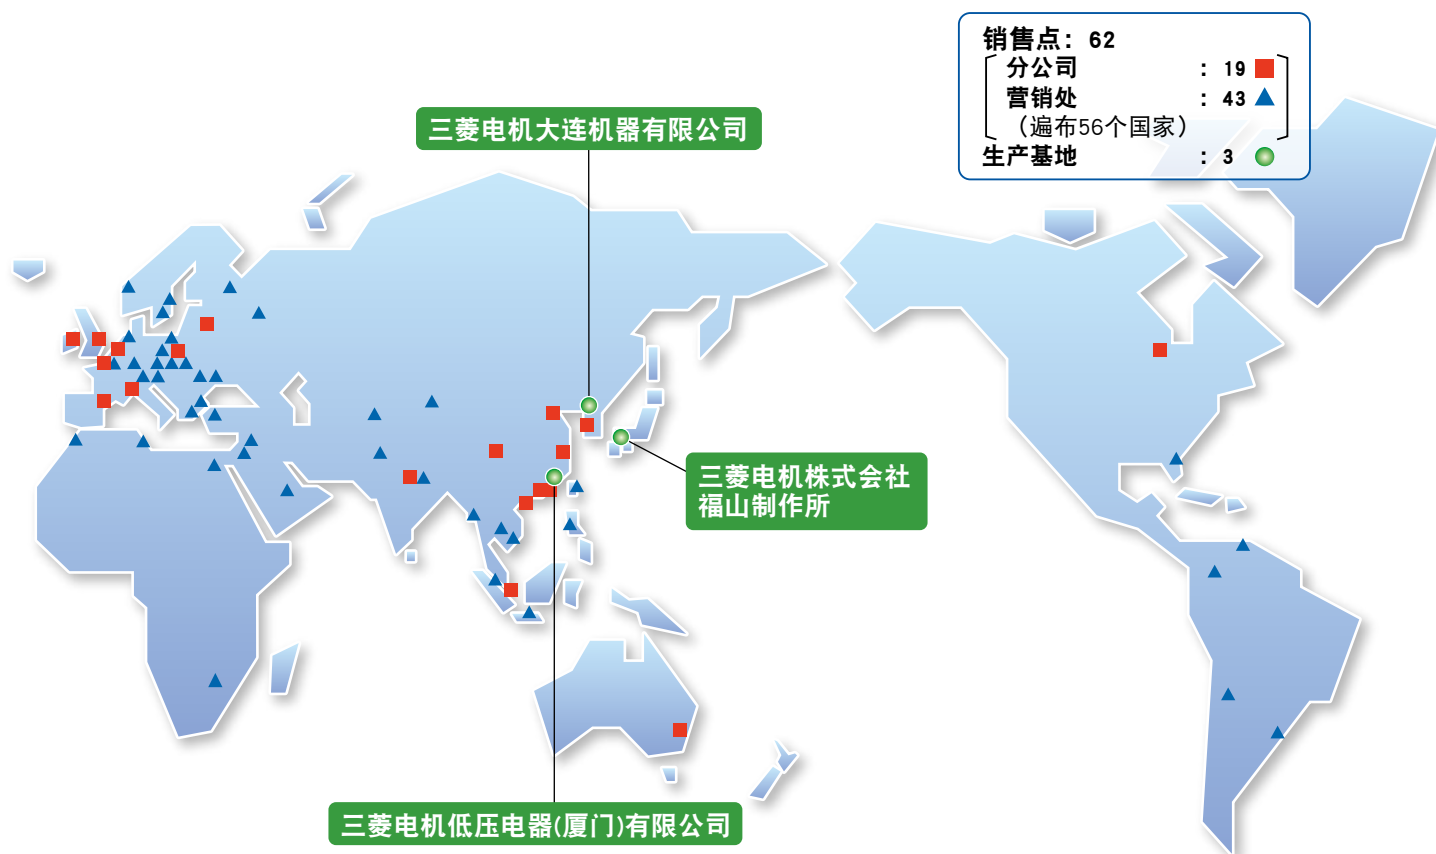 销售点：62
分公司 ：19
营销处 ：43
（遍布56个国家）
生产基地 ：3
三菱电机大连机器有限公司
三菱电机株式会社
福山制作所
三菱电机低压电器(厦门)有限公司